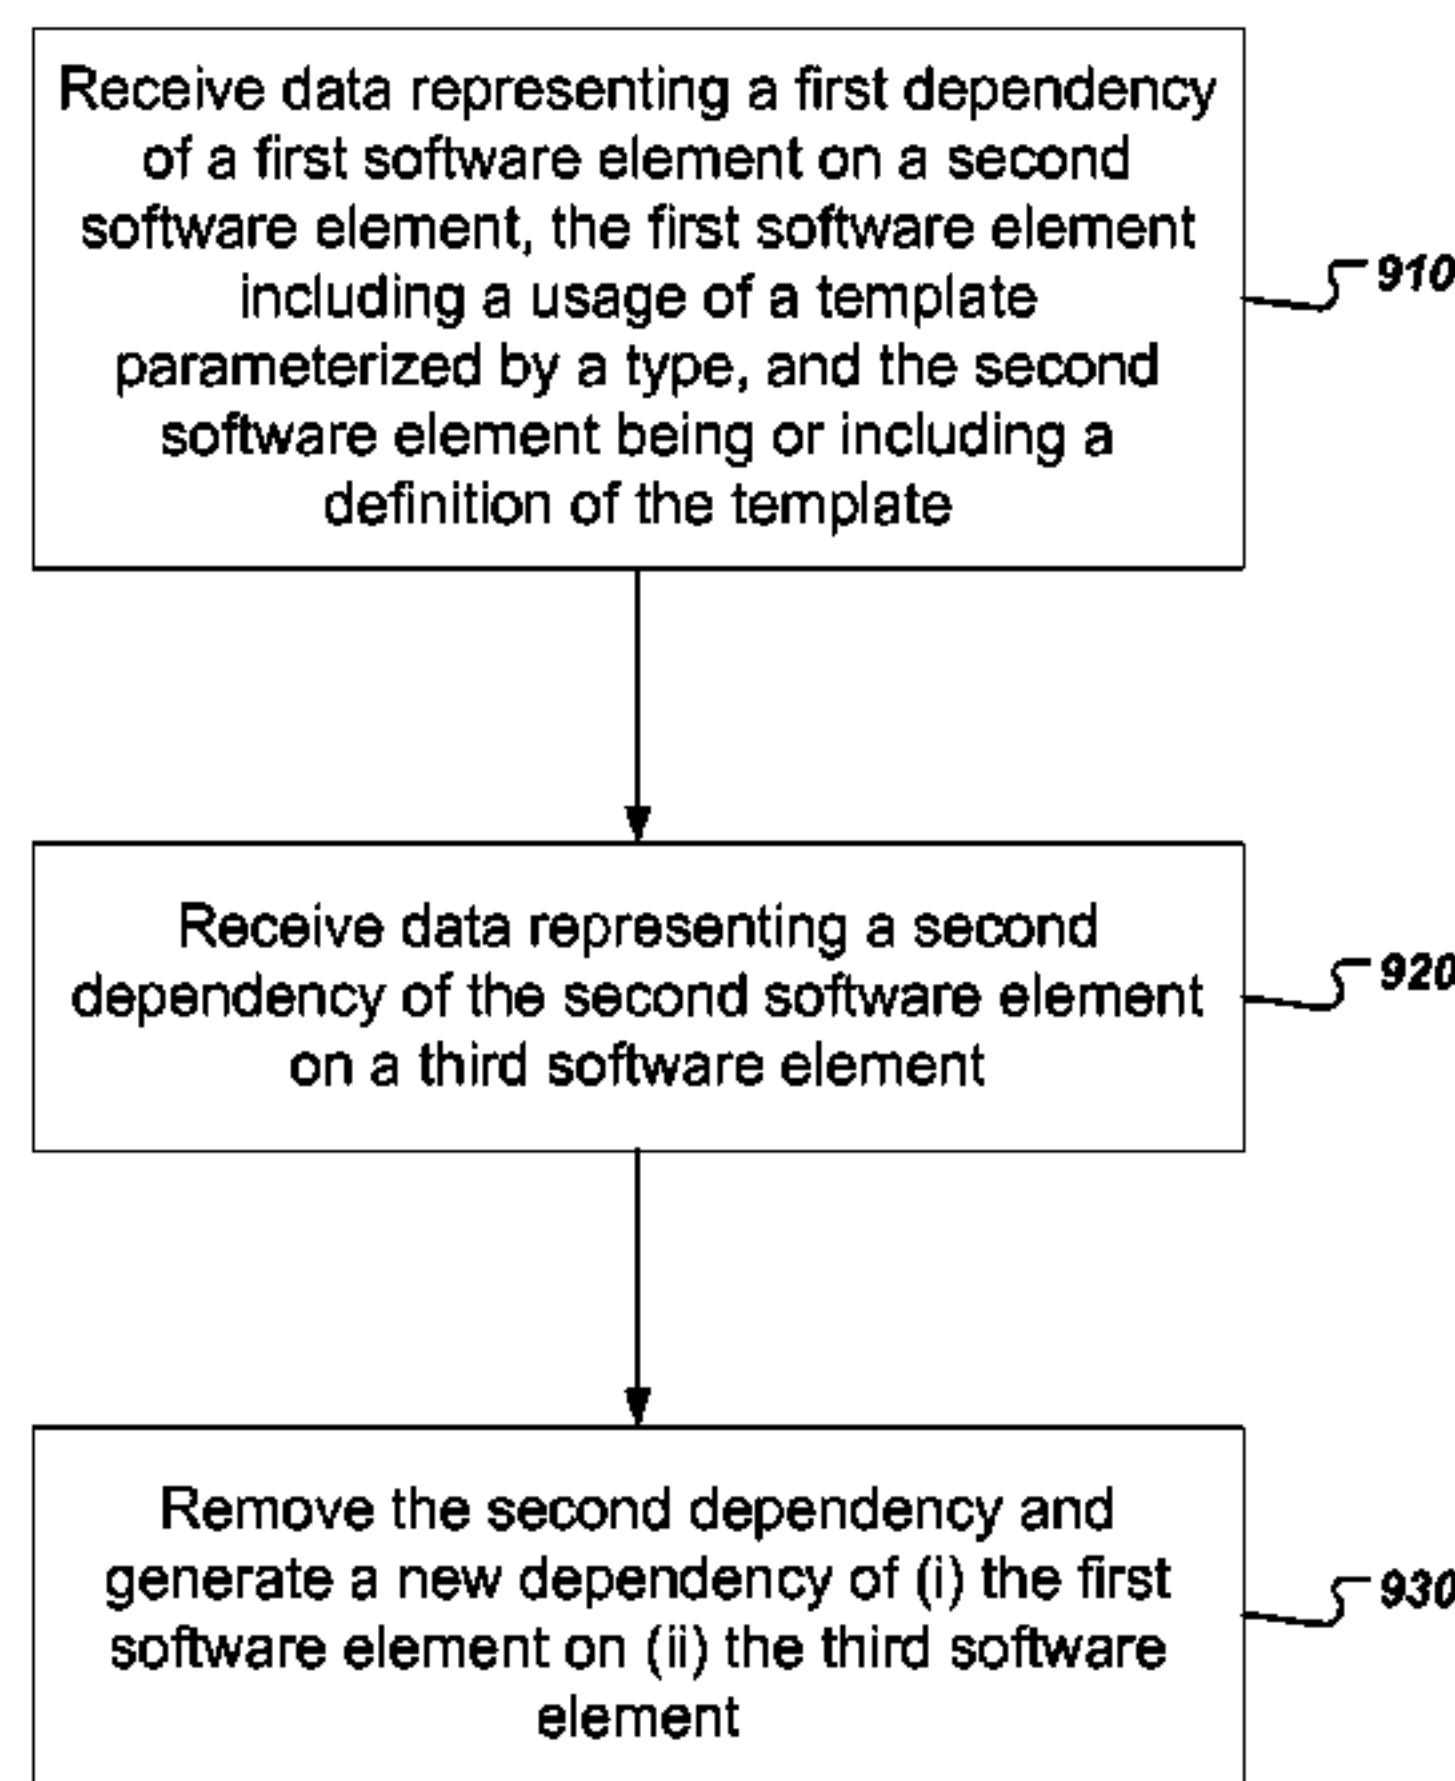 Receive data representing a first dependency
of a first software element on a second
software element, the first software element
including a usage of a template
parameterized by a type, and the second
software element being or including a
definition of the template
910
Receive data representing a second
dependency of the second software element
on a third software element
920
Remove the second dependency and
generate a new dependency of (i) the first
software element on (ii) the third software
element
930